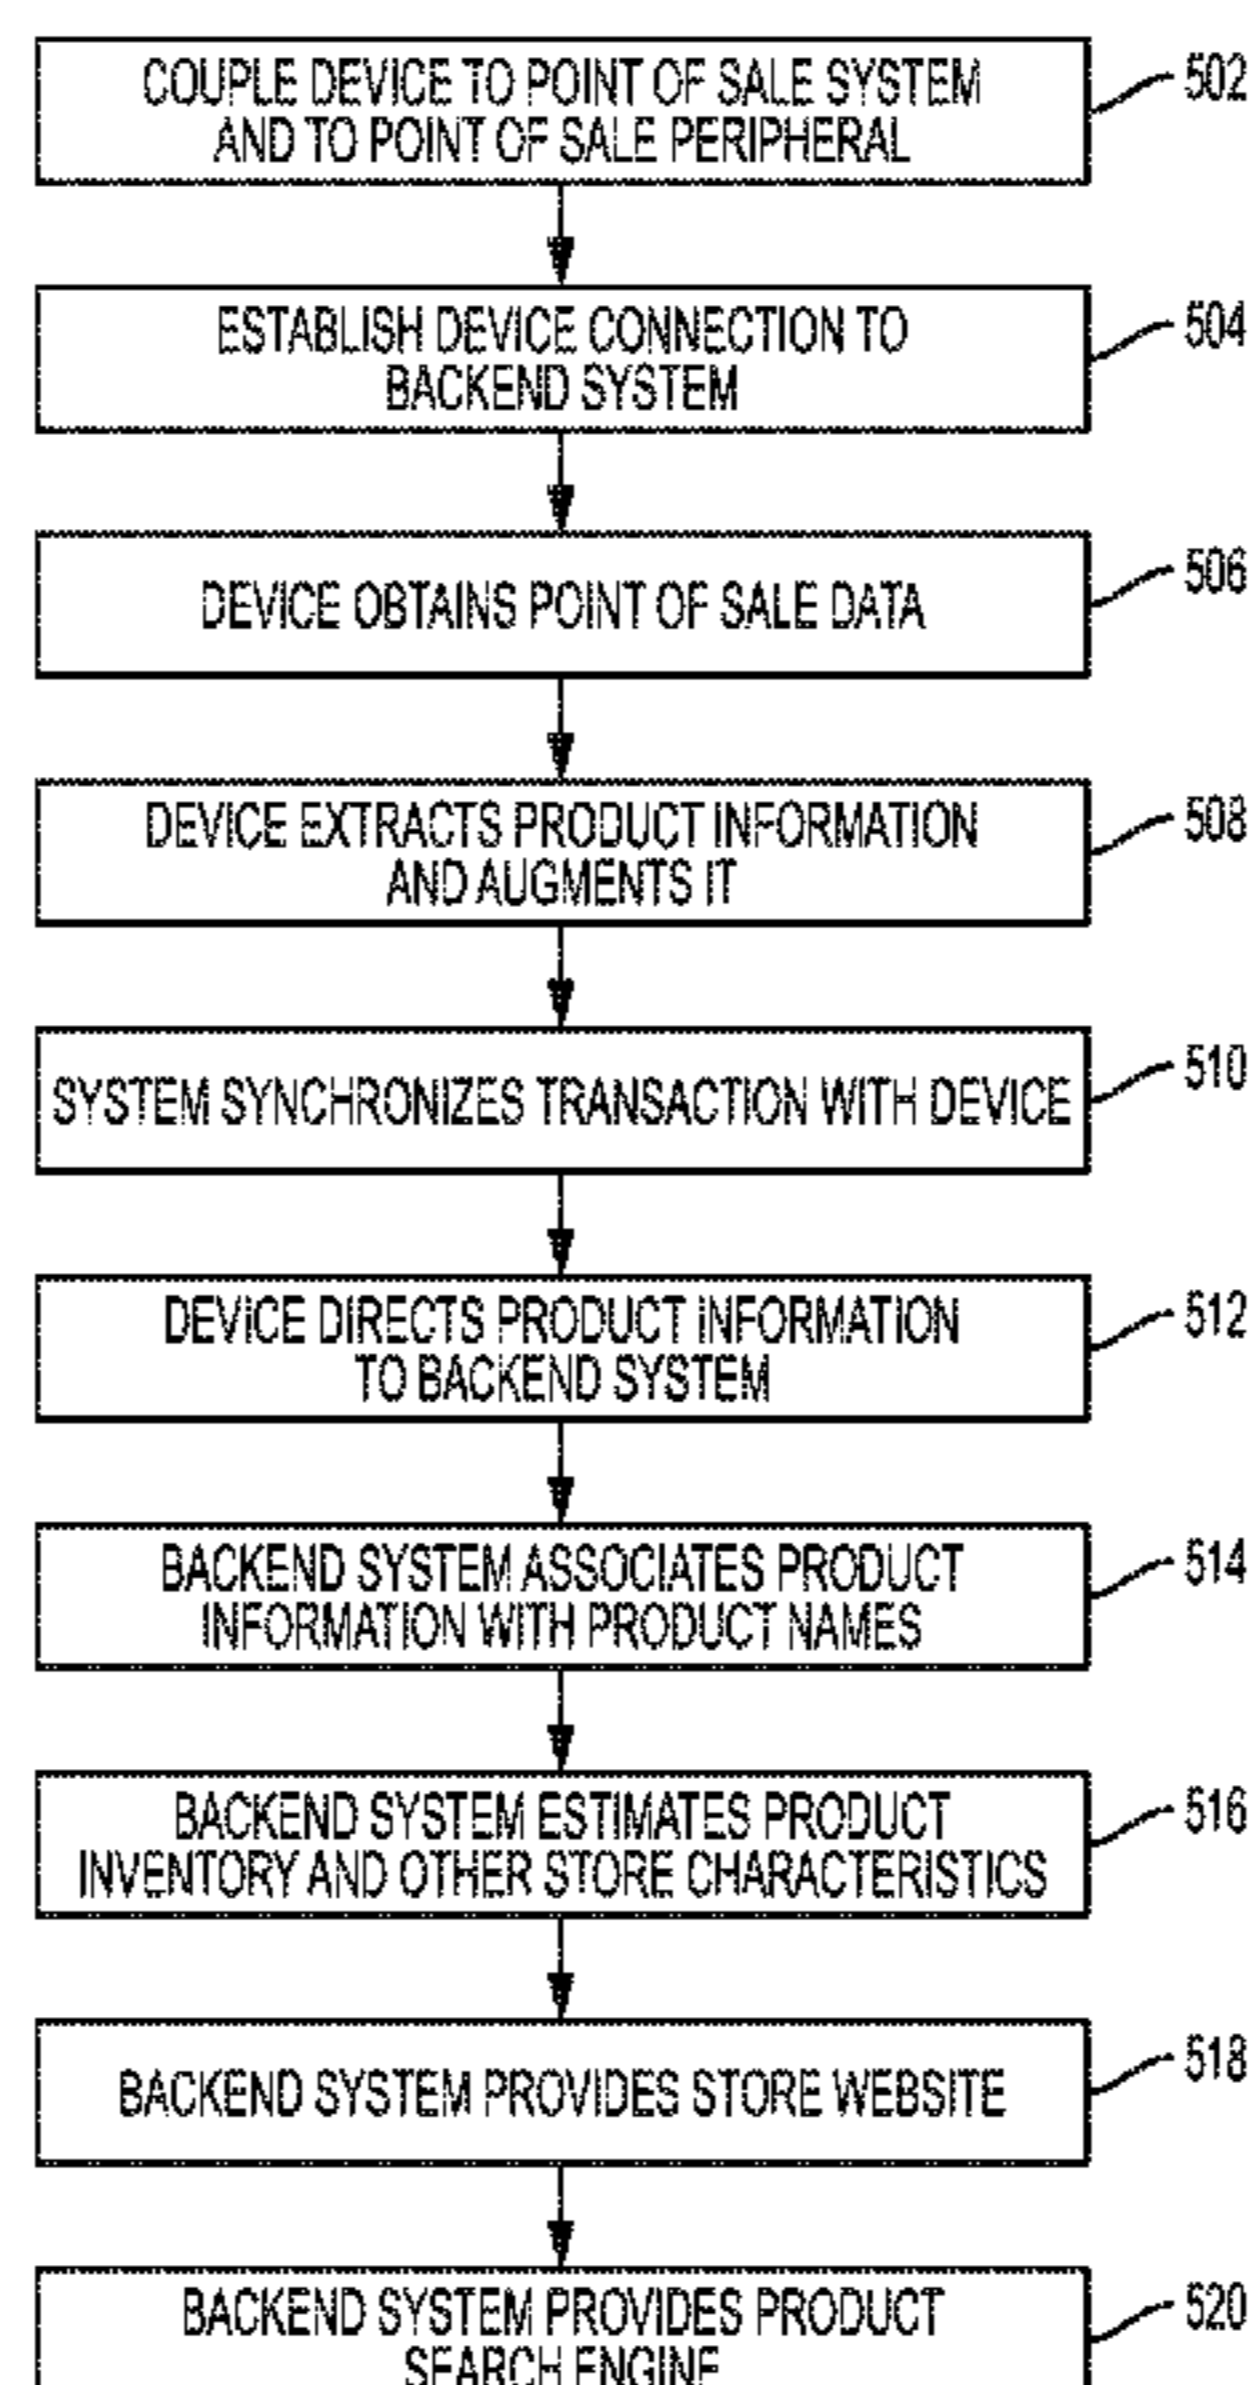 COUPLE DEVICE TO POINT OF SALE SYSTEM
AND TO POINT OF SALE PERIPHERAL
502
ESTABLISH DEVICE CONNECTION TO
BACKEND SYSTEM
504
DEVICE OBTAINS POINT OF SALE DATA
506
DEVICE EXTRACTS PRODUCT INFORMATION
AND AUGMENTS IT
508
SYSTEM SYNCHRONIZES TRANSACTION WITH DEVICE
510
DEVICE DIRECTS PRODUCT INFORMATION
TO BACKEND SYSTEM
512
BACKEND SYSTEM ASSOCIATES PRODUCT
INFORMATION WITH PRODUCT NAMES
514
BACKEND SYSTEM ESTIMATES PRODUCT
INVENTORY AND OTHER STORE CHARACTERISTICS
516
BACKEND SYSTEM PROVIDES STORE WEBSITE
518
BACKEND SYSTEM PROVIDES PRODUCT
SEARCH ENGINE
520